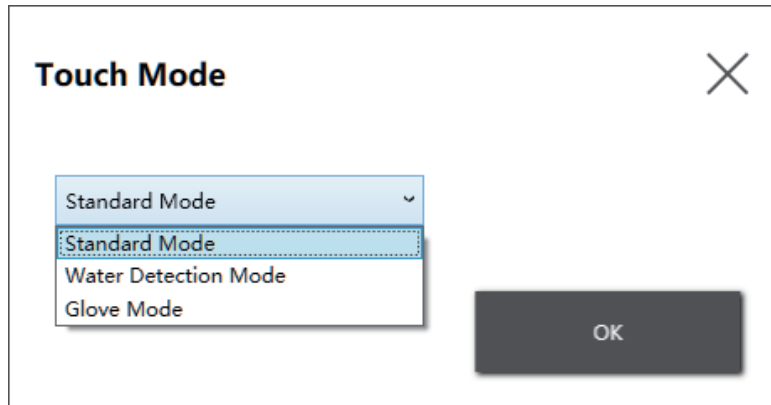 Touch Mode
Standard Mode
Standard Mode
Water Detection Mode
Glove Mode
OK